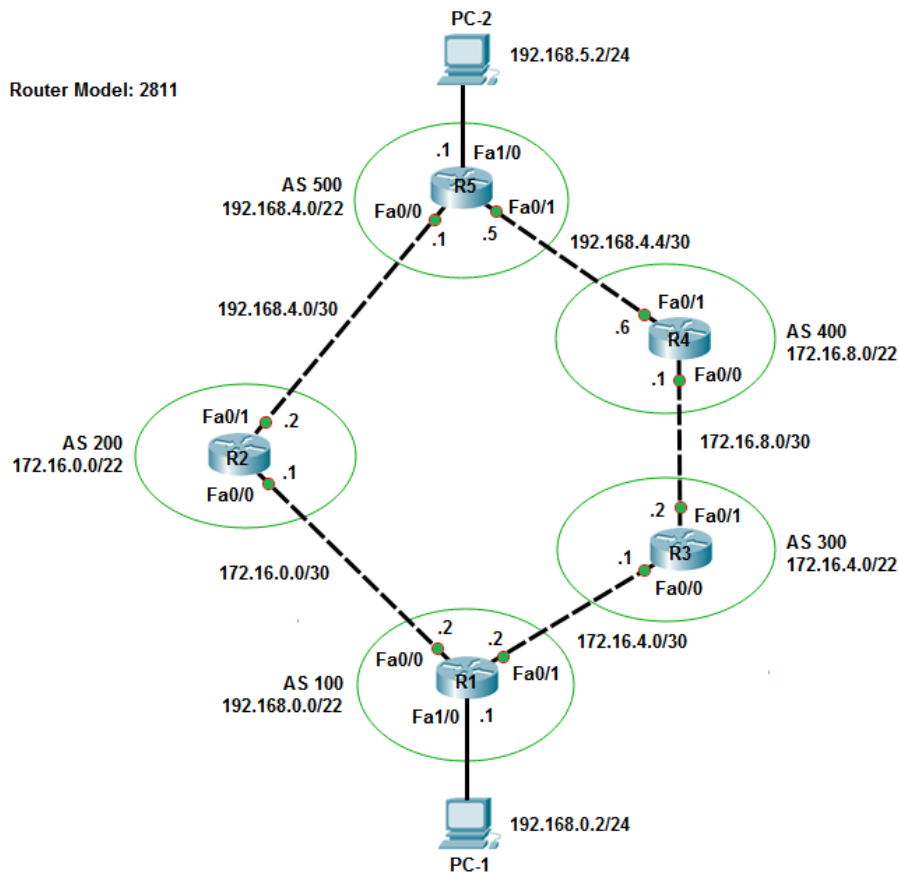 PC-2
192.168.5.2/24
Router Model: 2811
.1 Fa1/0
AS 500
192.168.4.0/22
R5
Fa0/0
Fa0/1
.1
.5
192.168.4.4/30
192.168.4.0/30
Fa0/1
.6
R4
AS 400
172.16.8.0/22
.1
Fa0/0
Fa0/1
.2
AS 200
172.16.0.0/22
R2
.1
Fa0/0
172.16.8.0/30
.2
Fa0/1
R3
AS 300
172.16.4.0/22
.1
Fa0/0
172.16.0.0/30
172.16.4.0/30
.2
.2
Fa0/0
Fa0/1
R1
AS 100
192.168.0.0/22
Fa1/0
.1
192.168.0.2/24
PC-1